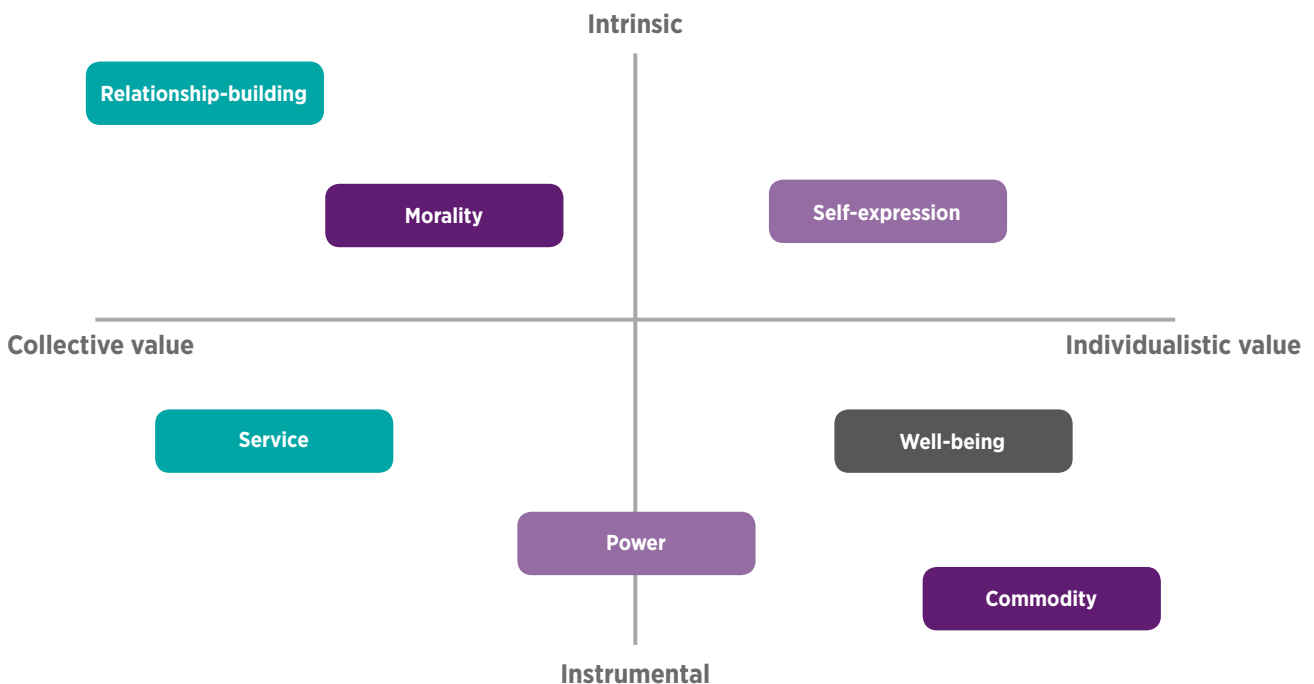 Intrinsic
Relationship-building
Morality
Self-expression
Collective value
Individualistic value
Service
Well-being
Power
Commodity
Instrumental